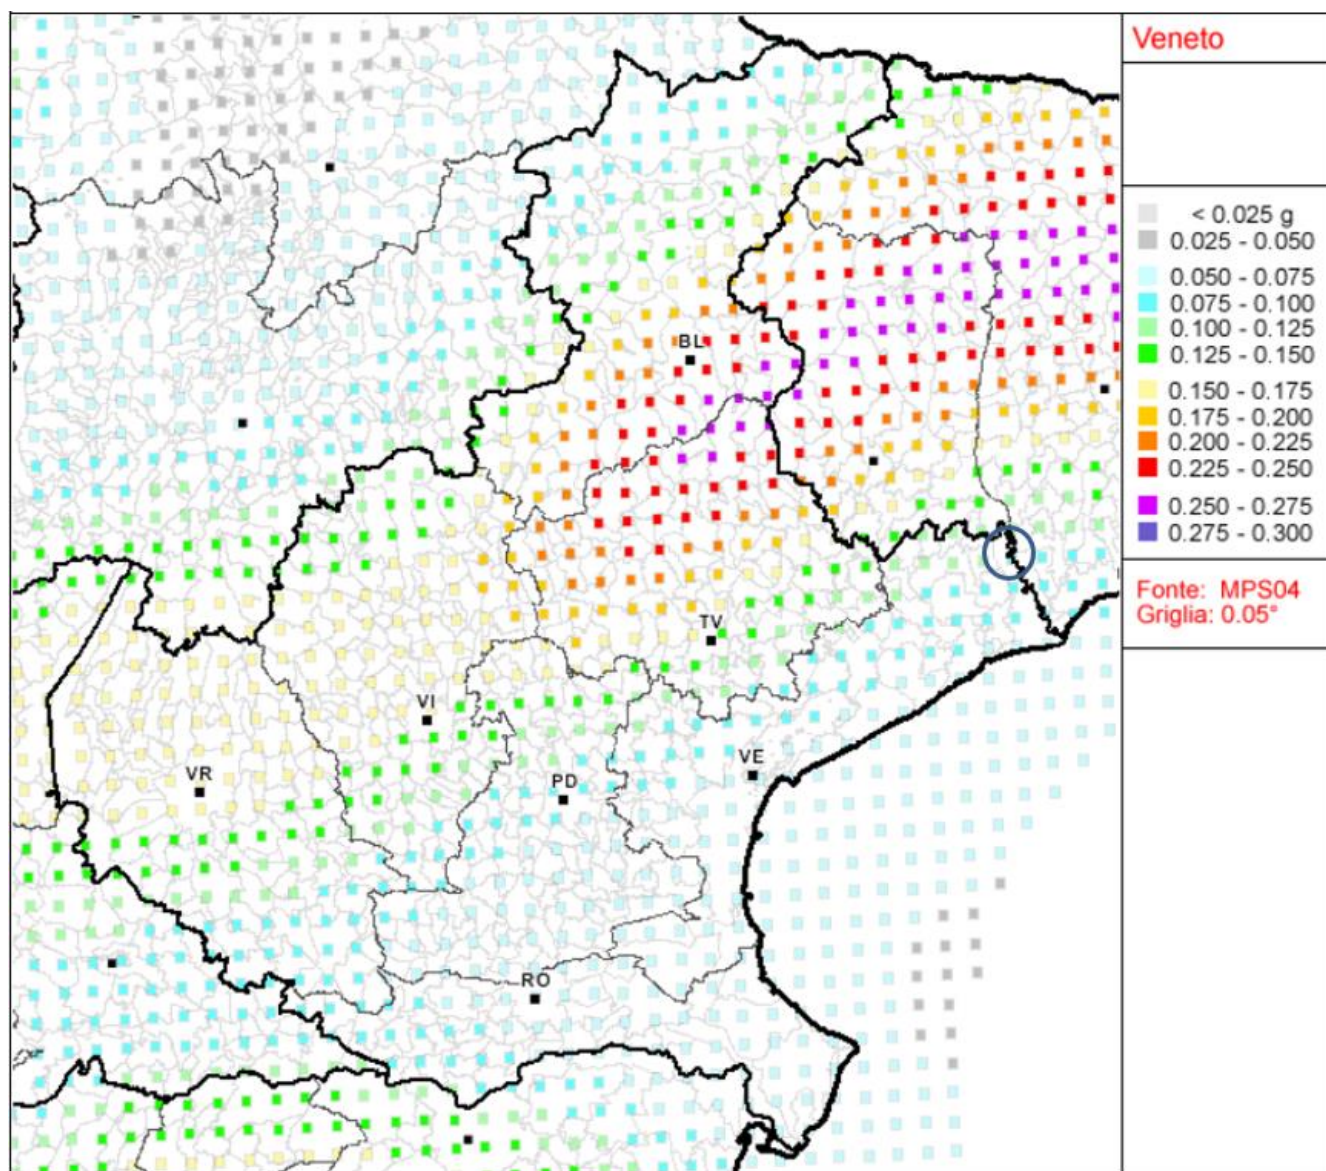 Veneto
< 0.025 g
0.025 - 0.050
0.050 - 0.075
0.075 - 0.100
0.100 - 0.125
0.125 - 0.150
0.150 - 0.175
0.175 - 0.200
0.200 - 0.225
0.225 - 0.250
0.250 - 0.275
0.275 - 0.300
Fonte: MPS04
Griglia: 0.05°
BL
TV
VI
VE
VR
PD
RO